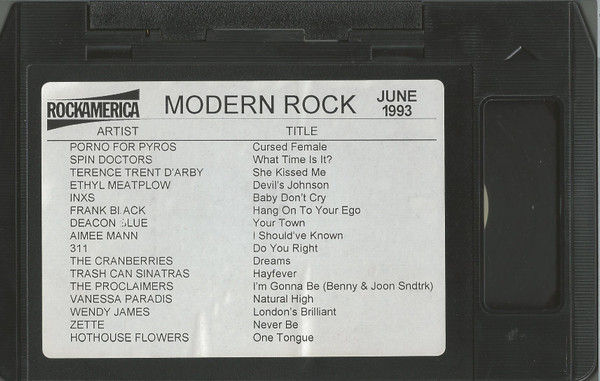 ROCKAMERICA MODERN ROCK JUNE 1993
ARTIST TITLE
PORNO FOR PYROS Cursed Female
SPIN DOCTORS What Time Is It?
TERENCE TRENT D'ARBY She Kissed Me
ETHYL MEATPLOW Devil's Johnson
INXS Baby Don't Cry
FRANK BLACK Hang On To Your Ego
DEACON BLUE Your Town
AIMEE MANN I Should've Known
311 Do You Right
THE CRANBERRIES Dreams
TRASH CAN SINATRAS Hayfever
THE PROCLAIMERS I'm Gonna Be (Benny & Joon Sndtrk)
VANESSA PARADIS Natural High
WENDY JAMES London's Brilliant
ZETTE Never Be
HOTHOUSE FLOWERS One Tongue